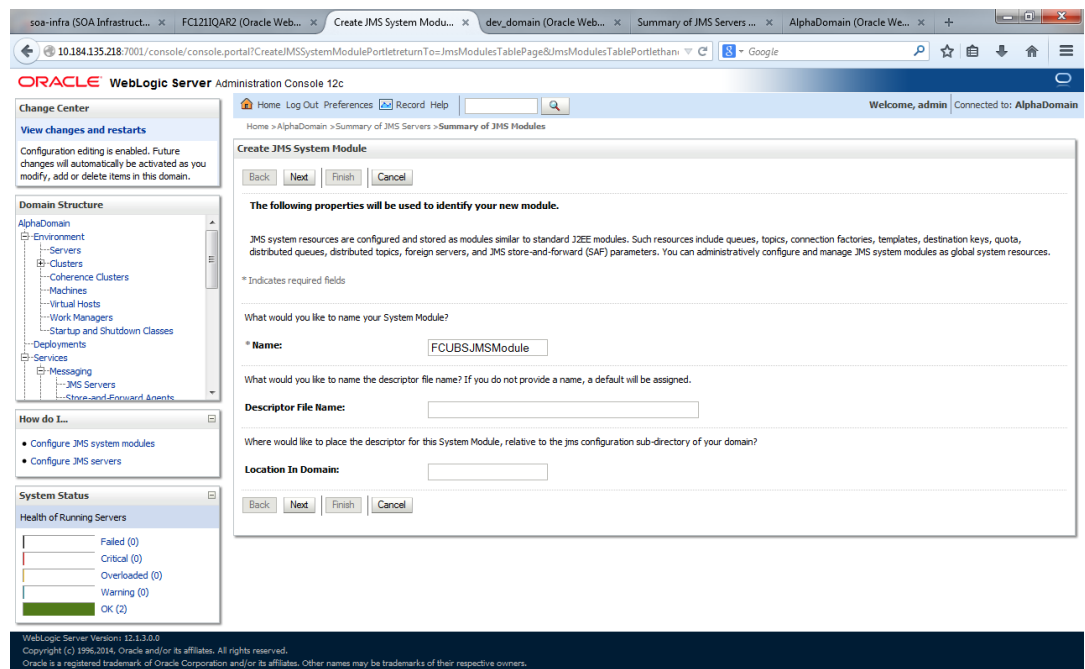 soa-infra (SOA Infrastruct... × FC121IQAR2 (Oracle Web... × Create JMS System Modu... × dev_domain (Oracle Web... × Summary of JMS Servers ... × AlphaDomain (Oracle We... × +
10.184.135.218:7001/console/console.portal?CreateJMSSystemModulePortletreturnTo=JmsModulesTablePage&JmsModulesTablePortlethan
Google
ORACLE WebLogic Server Administration Console 12c
Change Center
View changes and restarts
Configuration editing is enabled. Future
changes will automatically be activated as you
modify, add or delete items in this domain.
Domain Structure
AlphaDomain
Environment
Servers
Clusters
Coherence Clusters
Machines
Virtual Hosts
Work Managers
Startup and Shutdown Classes
Deployments
Services
Messaging
JMS Servers
Store-and-Forward Agents
How do I...
Configure JMS system modules
Configure JMS servers
System Status
Health of Running Servers
Failed (0)
Critical (0)
Overloaded (0)
Warning (0)
OK (2)
Home Log Out Preferences Record Help
Welcome, admin Connected to: AlphaDomain
Home >AlphaDomain >Summary of JMS Servers >Summary of JMS Modules
Create JMS System Module
Back Next Finish Cancel
The following properties will be used to identify your new module.
JMS system resources are configured and stored as modules similar to standard J2EE modules. Such resources include queues, topics, connection factories, templates, destination keys, quota,
distributed queues, distributed topics, foreign servers, and JMS store-and-forward (SAF) parameters. You can administratively configure and manage JMS system modules as global system resources.
* Indicates required fields
What would you like to name your System Module?
* Name: FCUBSJMSModule
What would you like to name the descriptor file name? If you do not provide a name, a default will be assigned.
Descriptor File Name:
Where would like to place the descriptor for this System Module, relative to the jms configuration sub-directory of your domain?
Location In Domain:
Back Next Finish Cancel
WebLogic Server Version: 12.1.3.0.0
Copyright (c) 1996,2014, Oracle and/or its affiliates. All rights reserved.
Oracle is a registered trademark of Oracle Corporation and/or its affiliates. Other names may be trademarks of their respective owners.